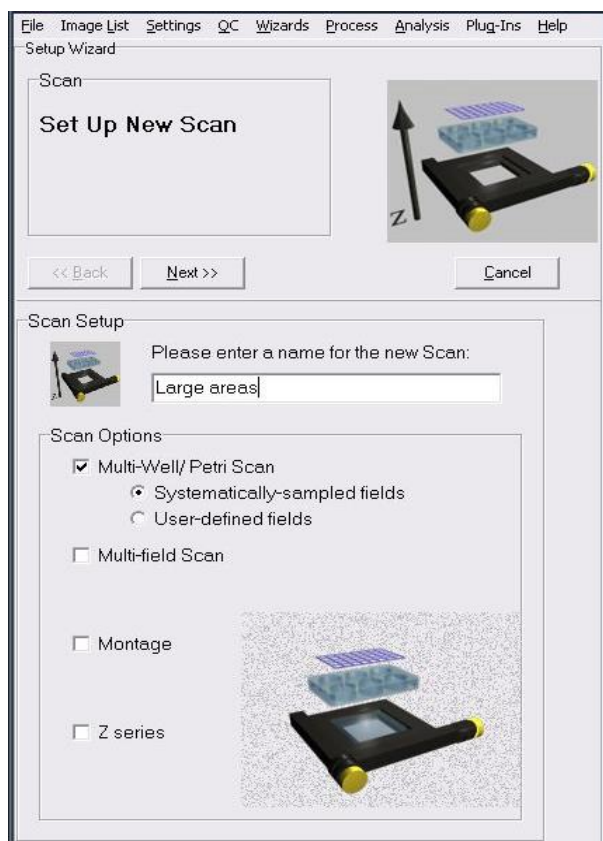 File Image List Settings QC Wizards Process Analysis Plug-Ins Help
Setup Wizard
Scan
Set Up New Scan
Z
<< Back Next >> Cancel
Scan Setup
Please enter a name for the new Scan:
Z
Large areas
Scan Options
Multi-Well/ Petri Scan
Systematically-sampled fields
User-defined fields
Multi-field Scan
Montage
Z series